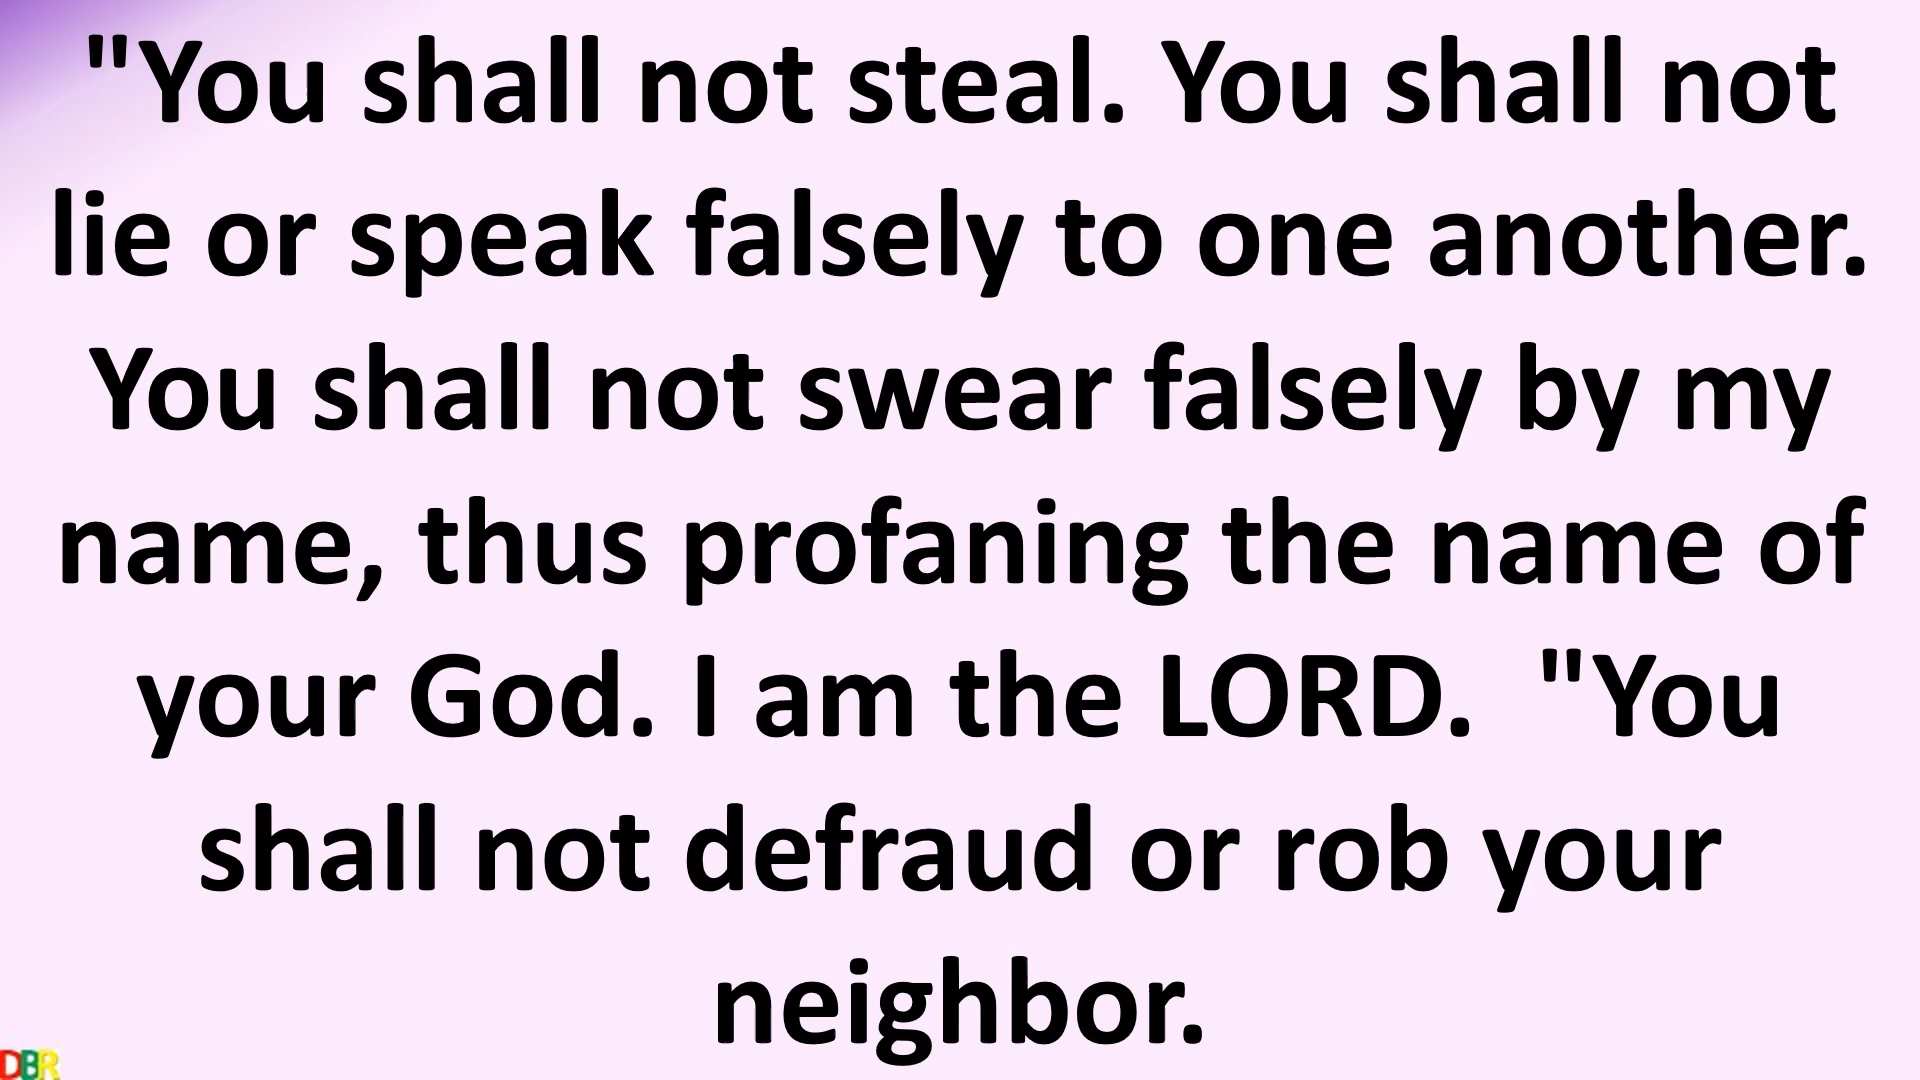 "You shall not steal. You shall not
lie or speak falsely to one another.
You shall not swear falsely by my
name, thus profaning the name of
your God. I am the LORD.  "You
shall not defraud or rob your
neighbor.
DBR